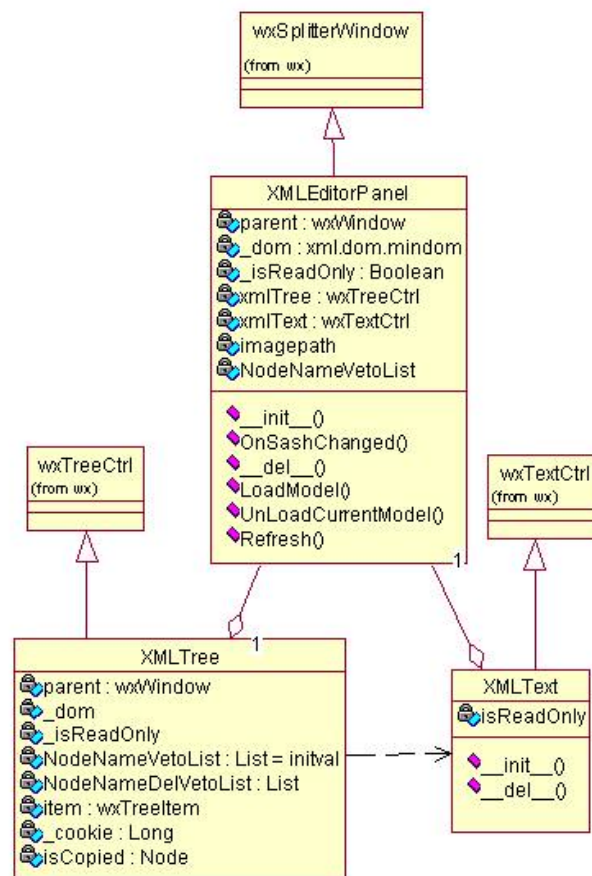 wxSplitterWindow
(from wx)
XMLEditorPanel
parent : wxWindow
_dom : xml.dom.mindom
_isReadOnly : Boolean
xmlTree : wxTreeCtrl
xmlText : wxTextCtrl
imagepath
NodeNameVetoList
__init__()
OnSashChanged()
__del__()
LoadModel()
UnLoadCurrentModel()
Refresh()
1
wxTreeCtrl
(from wx)
wxTextCtrl
(from wx)
1
XMLTree
parent : wxWindow
_dom
_isReadOnly
NodeNameVetoList : List = initval
NodeNameDelVetoList : List
item : wxTreeItem
_cookie : Long
isCopied : Node
XMLText
isReadOnly
__init__()
__del__()